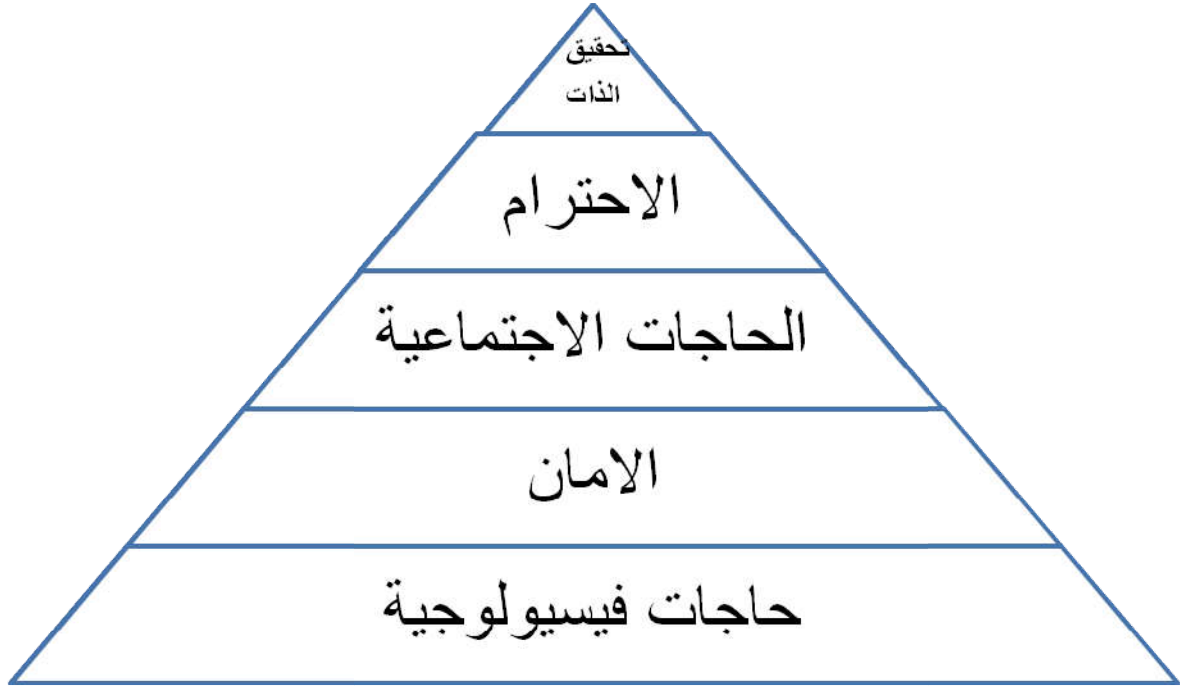 تحقيق
الذات
الاحترام
الحاجات الاجتماعية
الامان
حاجات فيسيولوجية